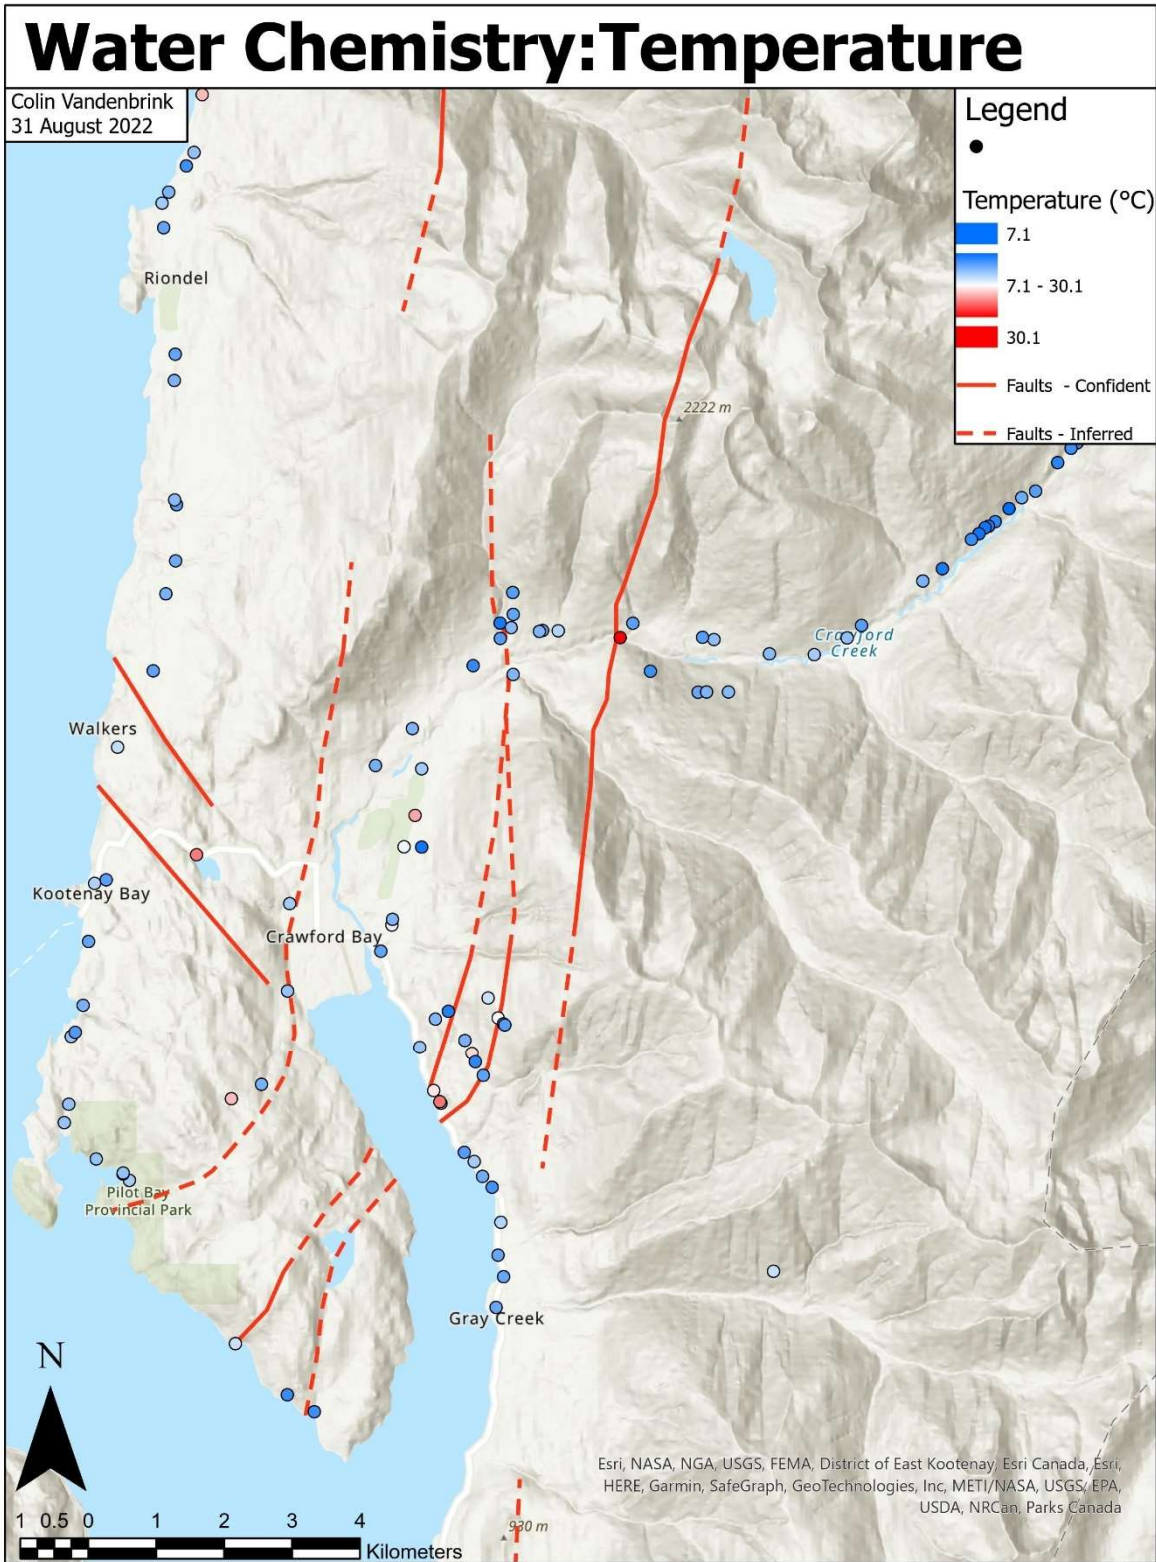 Water Chemistry:Temperature
Colin Vandenbrink
31 August 2022
Legend
Temperature (°C)
7.1
7.1 - 30.1
30.1
Faults - Confident
Faults - Inferred
Riondel
2222 m
Crawford
Creek
Walkers
Kootenay Bay
Crawford Bay
Pilot Bay
Provincial Park
Gray Creek
N
Esri, NASA, NGA, USGS, FEMA, District of East Kootenay, Esri Canada, Esri,
HERE, Garmin, SafeGraph, GeoTechnologies, Inc, METI/NASA, USGS, EPA,
USDA, NRCan, Parks Canada
930 m
1 0.5 0 1 2 3 4
Kilometers